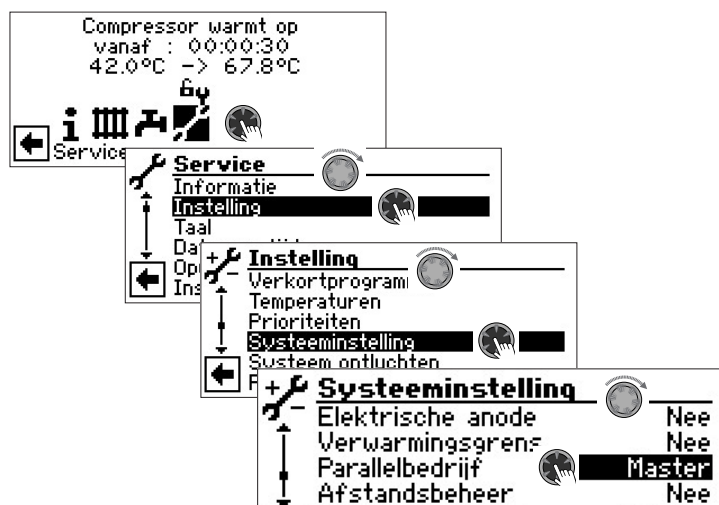 Compressor warmt op
vanaf : 00:00:30
42.0°C -> 67.8°C
Service
Service
Informatie
Instelling
Taal
Instelling
Verkortprogram
Temperaturen
Prioriteiten
Systeeminstelling
Systeem ontluchten
Systeeminstelling
Elektrische anode Nee
Verwarmingsgrens Nee
Parallelbedrijf Master
Afstandsbeheer Nee